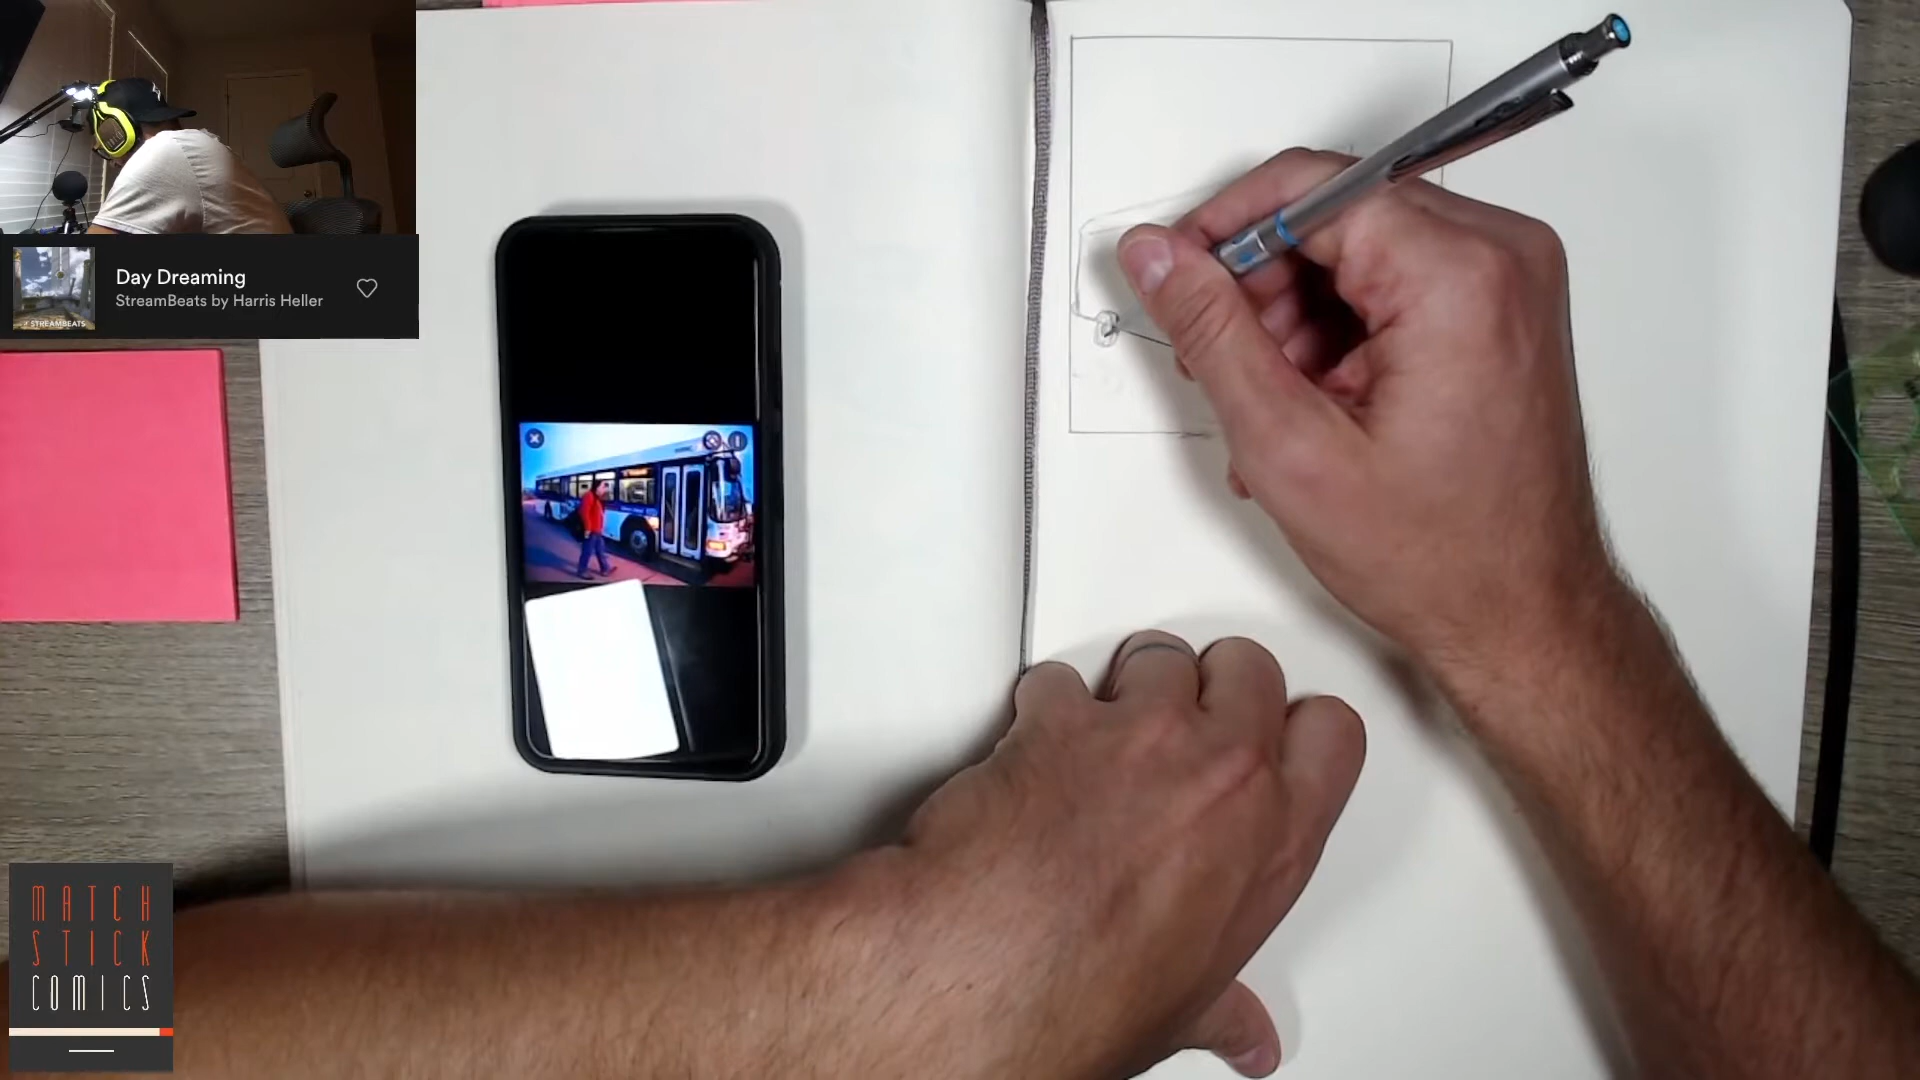 Day Dreaming
StreamBeats by Harris Heller
STREAMBEATS
MATCH
STICK
COMICS